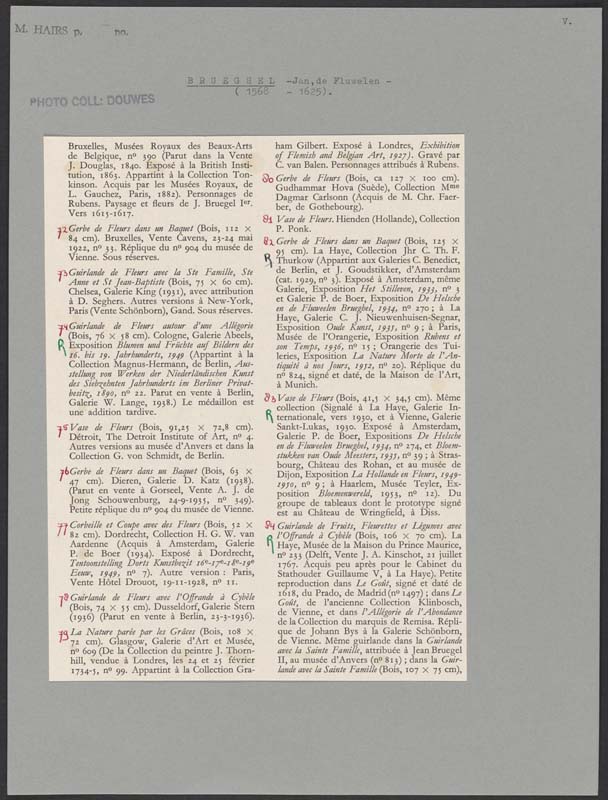 M. HAIRS p. no.
V.
BRUEGHEL -Jan,de Fluwelen -
( 1568 - 1625).
PHOTO COLL: DOUWES
Bruxelles, Musées Royaux des Beaux-Arts
de Belgique, nº 590 (Parut dans la Vente
J. Douglas, 1840. Exposé à la British Insti-
tution, 1863. Appartint à la Collection Ton-
kinson. Acquis par les Musées Royaux, de
L. Gauchez, Paris, 1882). Personnages de
Rubens. Paysage et fleurs de J. Bruegel Ier.
Vers 1615-1617.
72 Gerbe de Fleurs dans un Baquet (Bois, 112 ×
84 cm). Bruxelles, Vente Cavens, 23-24 mai
1922, nº 53. Réplique du nº 904 du musée de
Vienne. Sous réserves.
73 Guirlande de Fleurs avec la Ste Famille, Ste
Anne et St Jean-Baptiste (Bois, 75 × 60 cm).
Chelsea, Galerie King (1931), avec attribution
à D. Seghers. Autres versions à New-York,
Paris (Vente Schönborn), Gand. Sous réserves.
74 Guirlande de Fleurs autour d'une Allégorie
R (Bois, 76 × 58 cm). Cologne, Galerie Abeels,
Exposition Blumen und Früchte auf Bildern des
16. bis 19. Jahrhunderts, 1949 (Appartint à la
Collection Magnus-Hermann, de Berlin, Aus-
stellung von Werken der Niederländischen Kunst
des Siebzehnten Jahrhunderts im Berliner Privat-
besitz, 1890, nº 22. Parut en vente à Berlin,
Galerie W. Lange, 1938.) Le médaillon est
une addition tardive.
75 Vase de Fleurs (Bois, 91,25 × 72,8 cm).
Détroit, The Detroit Institute of Art, nº 4.
Autres versions au musée d'Anvers et dans la
Collection G. von Schmidt, de Berlin.
76 Gerbe de Fleurs dans un Baquet (Bois, 63 ×
47 cm). Dieren, Galerie D. Katz (1938).
(Parut en vente à Gorseel, Vente A. J. de
Jong Schouwenburg, 24-9-1935, nº 349).
Petite réplique du nº 904 du musée de Vienne.
77 Corbeille et Coupe avec des Fleurs (Bois, 52 ×
82 cm). Dordrecht, Collection H. G. W. van
Aardenne (Acquis à Amsterdam, Galerie
P. de Boer (1934). Exposé à Dordrecht,
Tentoonstelling Dorts Kunstbezit 16e-17e-18e-19e
Eeuw, 1949, nº 7). Autre version : Paris,
Vente Hôtel Drouot, 19-11-1928, nº 11.
78 Guirlande de Fleurs avec l'Offrande à Cybèle
(Bois, 74 × 55 cm). Dusseldorf, Galerie Stern
(1936) (Parut en vente à Berlin, 23-3-1936).
79 La Nature parée par les Grâces (Bois, 108 ×
72 cm). Glasgow, Galerie d'Art et Musée,
nº 609 (De la Collection du peintre J. Thorn-
hill, vendue à Londres, les 24 et 25 février
1734-5, nº 99. Appartint à la Collection Gra-
ham Gilbert. Exposé à Londres, Exhibition
of Flemish and Belgian Art, 1927). Gravé par
C. van Balen. Personnages attribués à Rubens.
80 Gerbe de Fleurs (Bois, ca 127 × 100 cm).
Gudhammar Hova (Suède), Collection Mme
Dagmar Carlsonn (Acquis de M. Chr. Faer-
ber, de Gothebourg).
81 Vase de Fleurs. Hienden (Hollande), Collection
P. Ponk.
82 Gerbe de Fleurs dans un Baquet (Bois, 125 ×
R 95 cm). La Haye, Collection Jhr C. Th. F.
Thurkow (Appartint aux Galeries C. Benedict,
de Berlin, et J. Goudstikker, d'Amsterdam
(cat. 1929, nº 3). Exposé à Amsterdam, même
Galerie, Exposition Het Stilleven, 1933, nº 3
et Galerie P. de Boer, Exposition De Helsche
en de Fluweelen Brueghel, 1934, nº 270 ; à La
Haye, Galerie C. J. Nieuwenhuisen-Segnar,
Exposition Oude Kunst, 1935, nº 9 ; à Paris,
Musée de l'Orangerie, Exposition Rubens et
son Temps, 1936, nº 15 ; Orangerie des Tui-
leries, Exposition La Nature Morte de l'An-
tiquité à nos Jours, 1952, nº 20). Réplique du
nº 824, signé et daté, de la Maison de l'Art,
à Munich.
83 Vase de Fleurs (Bois, 41,5 × 34,5 cm). Même
R collection (Signalé à La Haye, Galerie In-
ternationale, vers 1930, et à Vienne, Galerie
Sankt-Lukas, 1930. Exposé à Amsterdam,
Galerie P. de Boer, Expositions De Helsche
en de Fluweelen Brueghel, 1934, nº 274, et Bloem-
stukken van Oude Meesters, 1935, nº 39 ; à Stras-
bourg, Château des Rohan, et au musée de
Dijon, Exposition La Hollande en Fleurs, 1949-
1950, nº 9 ; à Haarlem, Musée Teyler, Ex-
position Bloemenwereld, 1953, nº 12). Du
groupe de tableaux dont le prototype signé
est au Château de Wringfield, à Diss.
84 Guirlande de Fruits, Fleurettes et Légumes avec
R l'Offrande à Cybèle (Bois, 106 × 70 cm). La
Haye, Musée de la Maison du Prince Maurice,
nº 233 (Delft, Vente J. A. Kinschot, 21 juillet
1767. Acquis peu après pour le Cabinet du
Stathouder Guillaume V, à La Haye). Petite
reproduction dans Le Goût, signé et daté de
1618, du Prado, de Madrid (nº 1497) ; dans Le
Goût, de l'ancienne Collection Klinbosch,
de Vienne, et dans l'Allégorie de l'Abondance
de la Collection du marquis de Remisa. Répli-
que de Johann Bys à la Galerie Schönborn,
de Vienne. Même guirlande dans la Guirlande
avec la Sainte Famille, attribuée à Jean Bruegel
II, au musée d'Anvers (nº 813) ; dans la Guir-
lande avec la Sainte Famille (Bois, 107 × 75 cm),